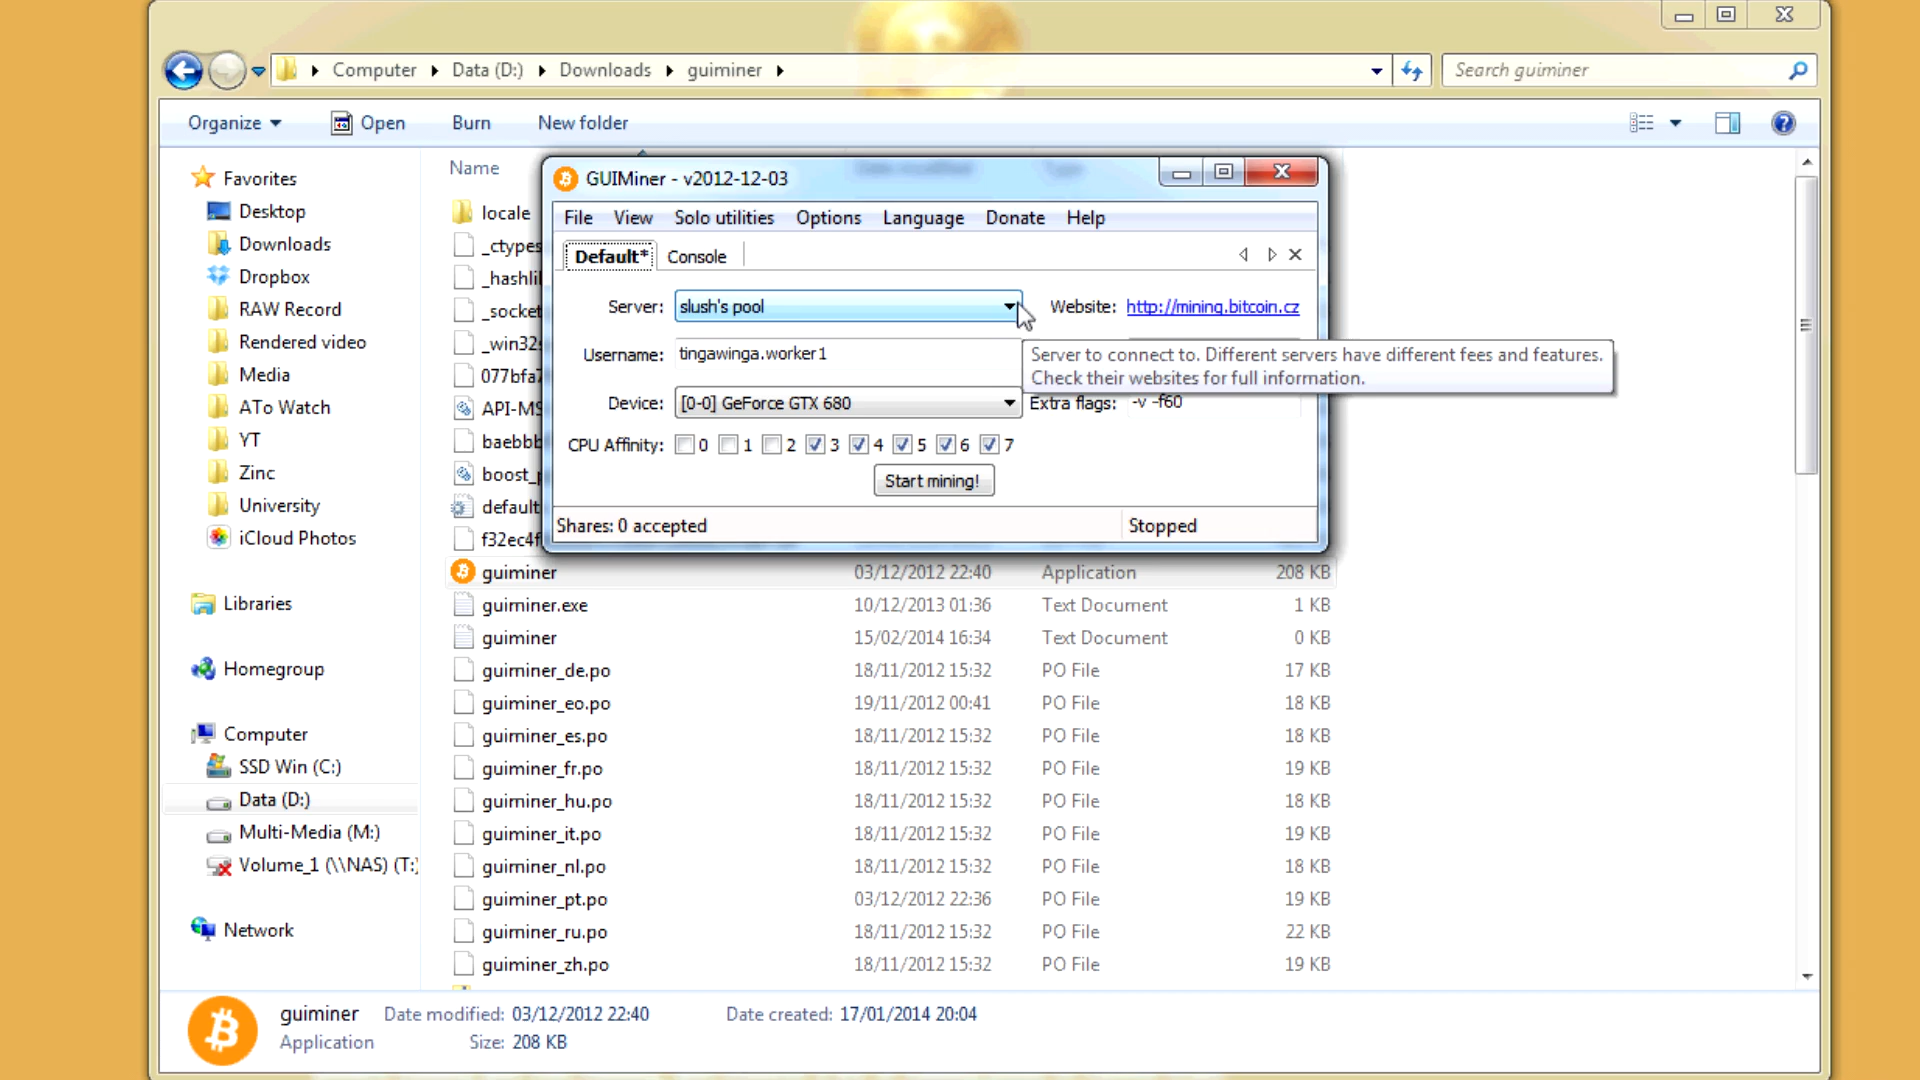 Computer ▸ Data (D:) ▸ Downloads ▸ guiminer ▸
Search guiminer
Organize
Open
Burn
New folder
Favorites
Desktop
Downloads
Dropbox
RAW Record
Rendered video
Media
ATo Watch
YT
Zinc
University
iCloud Photos
Libraries
Homegroup
Computer
SSD Win (C:)
Data (D:)
Multi-Media (M:)
Volume_1 (\\NAS) (T:)
Network
Name
locale
_ctypes
_hashli
_socket
_win32
077bfa
API-MS
baebbb
boost_
default
f32ec4f
GUIMiner - v2012-12-03
File View Solo utilities Options Language Donate Help
Default* Console
Server: slush's pool Website: http://mining.bitcoin.cz
Username: tingawinga.worker1
Server to connect to. Different servers have different fees and features.
Check their websites for full information.
Device: [0-0] GeForce GTX 680 Extra flags: -v -f60
CPU Affinity: 0 1 2 3 4 5 6 7
Start mining!
Shares: 0 accepted Stopped
guiminer 03/12/2012 22:40 Application 208 KB
guiminer.exe 10/12/2013 01:36 Text Document 1 KB
guiminer 15/02/2014 16:34 Text Document 0 KB
guiminer_de.po 18/11/2012 15:32 PO File 17 KB
guiminer_eo.po 19/11/2012 00:41 PO File 18 KB
guiminer_es.po 18/11/2012 15:32 PO File 18 KB
guiminer_fr.po 18/11/2012 15:32 PO File 19 KB
guiminer_hu.po 18/11/2012 15:32 PO File 18 KB
guiminer_it.po 18/11/2012 15:32 PO File 19 KB
guiminer_nl.po 18/11/2012 15:32 PO File 18 KB
guiminer_pt.po 03/12/2012 22:36 PO File 19 KB
guiminer_ru.po 18/11/2012 15:32 PO File 22 KB
guiminer_zh.po 18/11/2012 15:32 PO File 19 KB
guiminer Date modified: 03/12/2012 22:40 Date created: 17/01/2014 20:04
Application Size: 208 KB